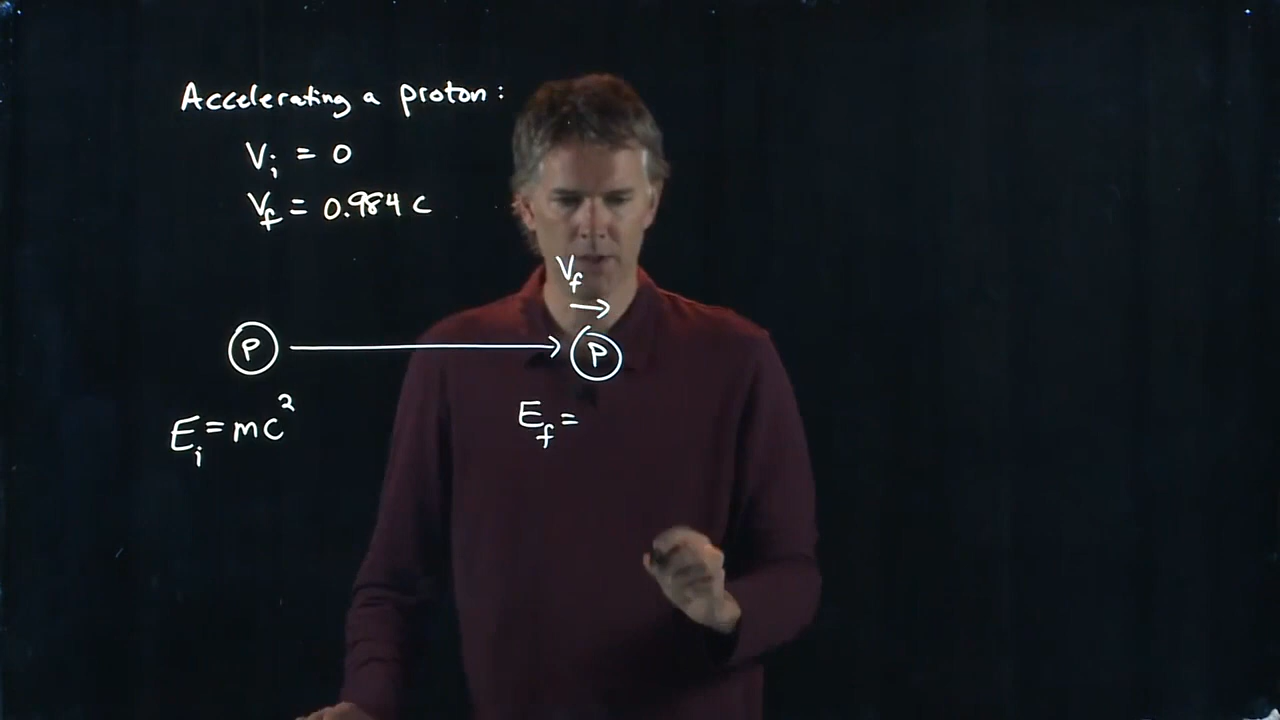 Accelerating a proton:
Vi = 0
Vf = 0.984 c
Vf
P
P
Ei = mc²
Ef =